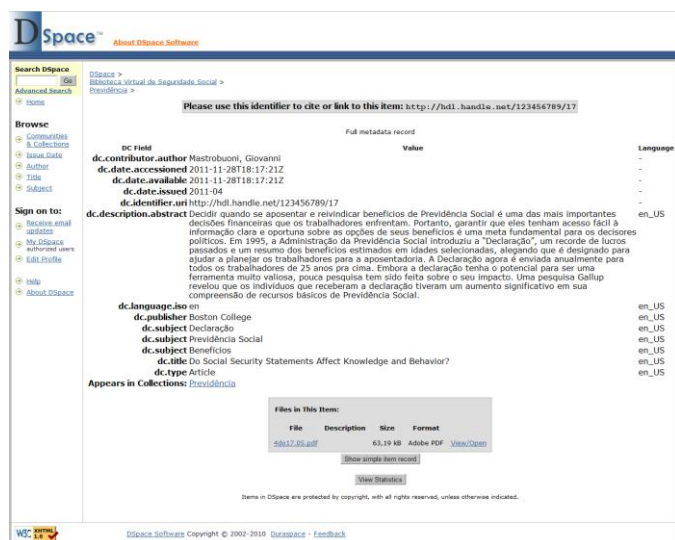 DSpace™ About DSpace Software
Search DSpace
Go
Advanced Search
Home
Browse
Communities
& Collections
Issue Date
Author
Title
Subject
Sign on to:
Receive email
updates
My DSpace
authorized users
Edit Profile
Help
About DSpace
DSpace >
Biblioteca Virtual de Seguridade Social >
Previdência >
Please use this identifier to cite or link to this item: http://hdl.handle.net/123456789/17
Full metadata record
DC Field Value Language
dc.contributor.author Mastrobuoni, Giovanni -
dc.date.accessioned 2011-11-28T18:17:21Z -
dc.date.available 2011-11-28T18:17:21Z -
dc.date.issued 2011-04 -
dc.identifier.uri http://hdl.handle.net/123456789/17 -
dc.description.abstract Decidir quando se aposentar e reivindicar benefícios de Previdência Social é uma das mais importantes en_US
decisões financeiras que os trabalhadores enfrentam. Portanto, garantir que eles tenham acesso fácil à
informação clara e oportuna sobre as opções de seus benefícios é uma meta fundamental para os decisores
políticos. Em 1995, a Administração da Previdência Social introduziu a "Declaração", um recorde de lucros
passados e um resumo dos benefícios estimados em idades selecionadas, alegando que é designado para
ajudar a planejar os trabalhadores para a aposentadoria. A Declaração agora é enviada anualmente para
todos os trabalhadores de 25 anos pra cima. Embora a declaração tenha o potencial para ser uma
ferramenta muito valiosa, pouca pesquisa tem sido feita sobre o seu impacto. Uma pesquisa Gallup
revelou que os indivíduos que receberam a declaração tiveram um aumento significativo em sua
compreensão de recursos básicos de Previdência Social.
dc.language.iso en en_US
dc.publisher Boston College en_US
dc.subject Declaração en_US
dc.subject Previdência Social en_US
dc.subject Benefícios en_US
dc.title Do Social Security Statements Affect Knowledge and Behavior? en_US
dc.type Article en_US
Appears in Collections: Previdência
Files in This Item:
File Description Size Format
63,19 kB Adobe PDF View/Open
Show simple item record
View Statistics
Items in DSpace are protected by copyright, with all rights reserved, unless otherwise indicated.
W3C XHTML 1.0
DSpace Software Copyright © 2002-2010 Duraspace - Feedback